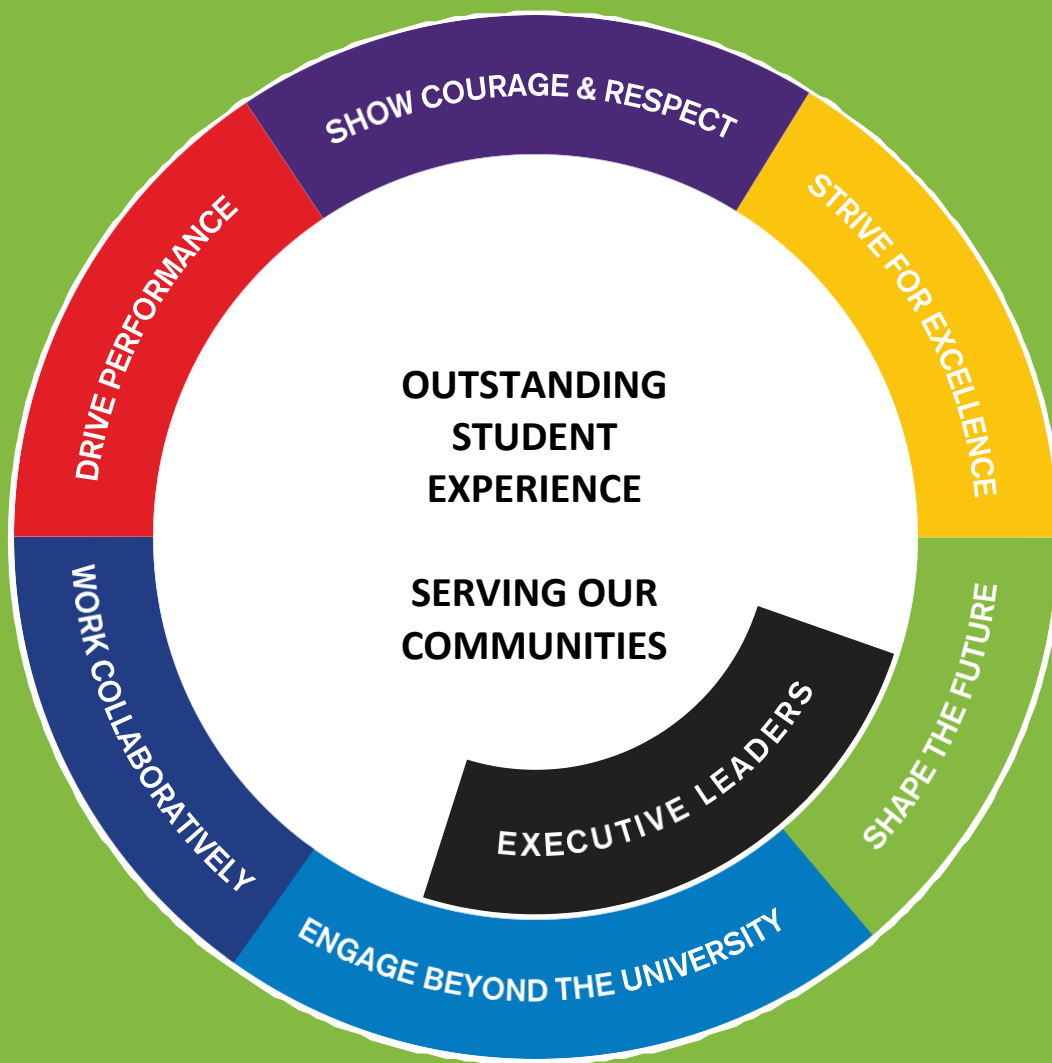 SHOW COURAGE & RESPECT
STRIVE FOR EXCELLENCE
SHAPE THE FUTURE
ENGAGE BEYOND THE UNIVERSITY
WORK COLLABORATIVELY
DRIVE PERFORMANCE
OUTSTANDING
STUDENT
EXPERIENCE
SERVING OUR
COMMUNITIES
EXECUTIVE LEADERS